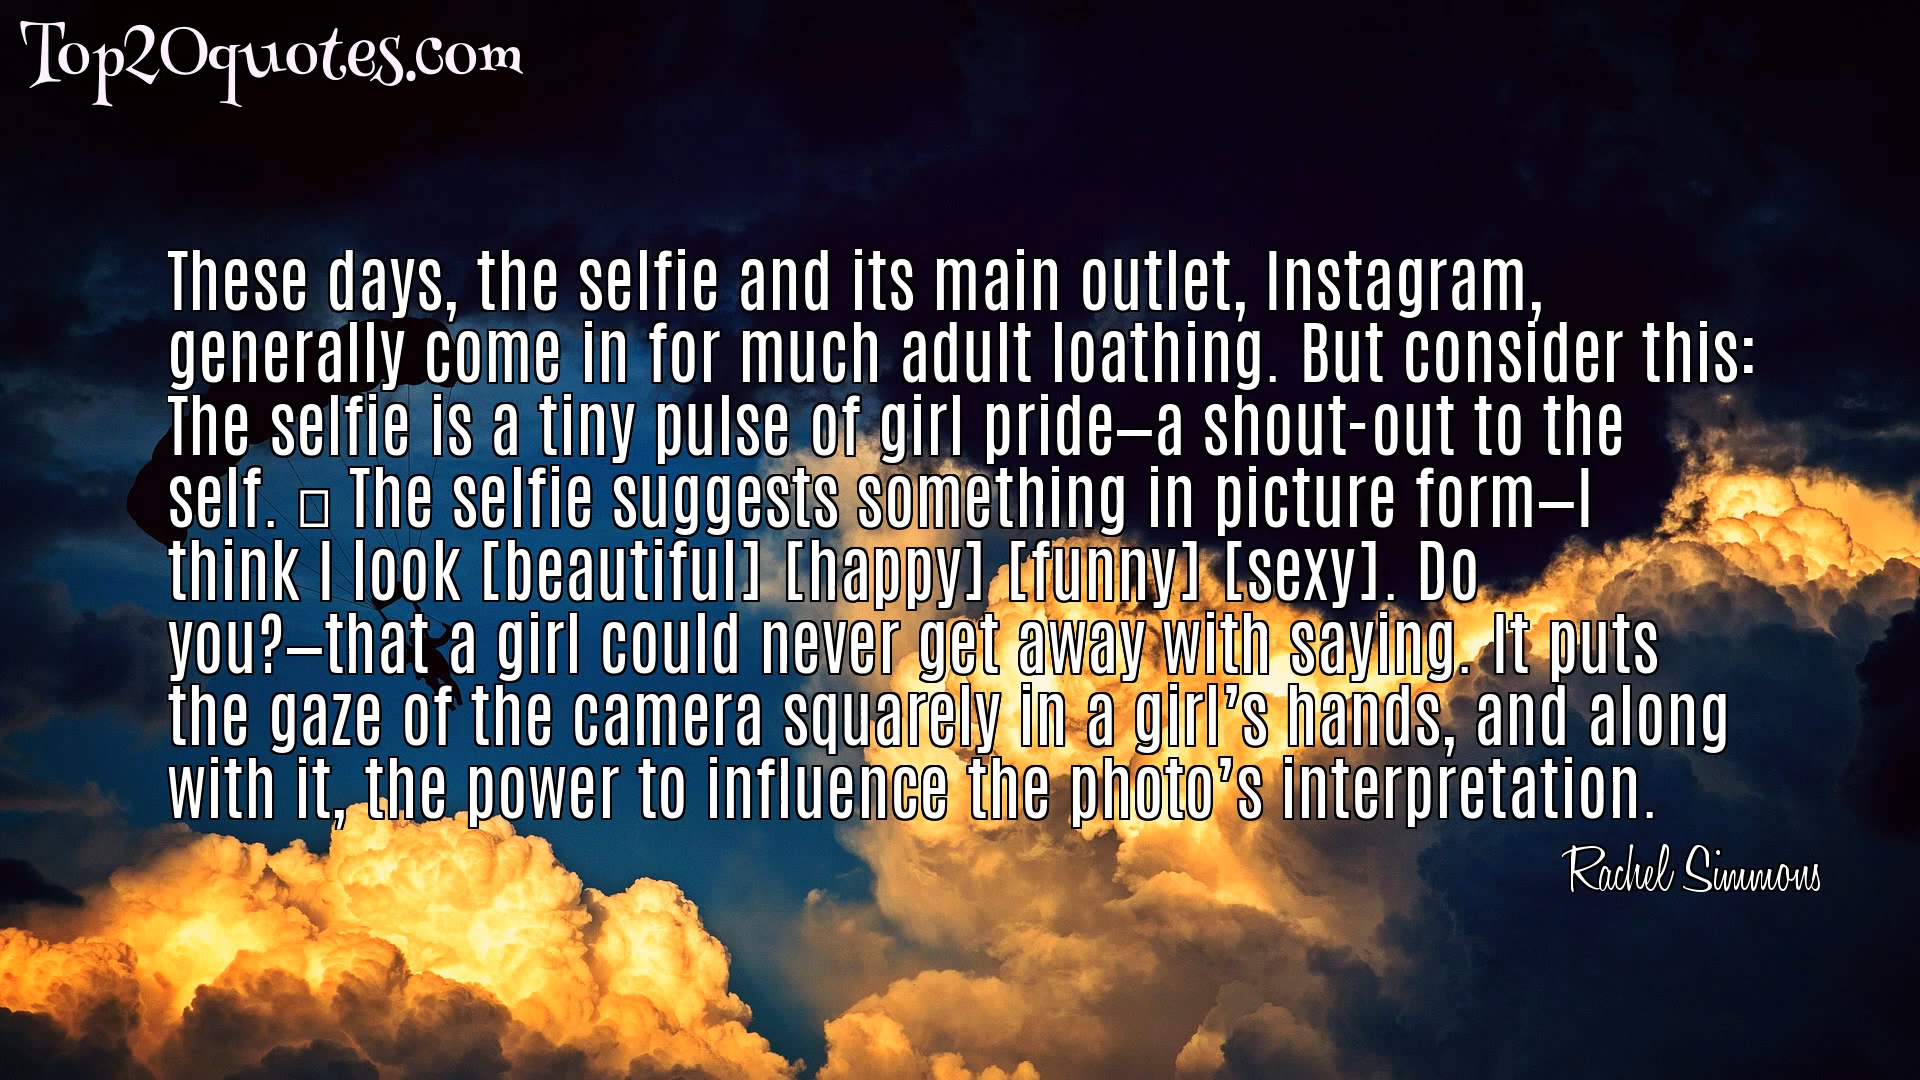 Top20quotes.com
These days, the selfie and its main outlet, Instagram,
generally come in for much adult loathing. But consider this:
The selfie is a tiny pulse of girl pride—a shout-out to the
self. □ The selfie suggests something in picture form—I
think I look [beautiful] [happy] [funny] [sexy]. Do
you?—that a girl could never get away with saying. It puts
the gaze of the camera squarely in a girl’s hands, and along
with it, the power to influence the photo’s interpretation.
Rachel Simmons